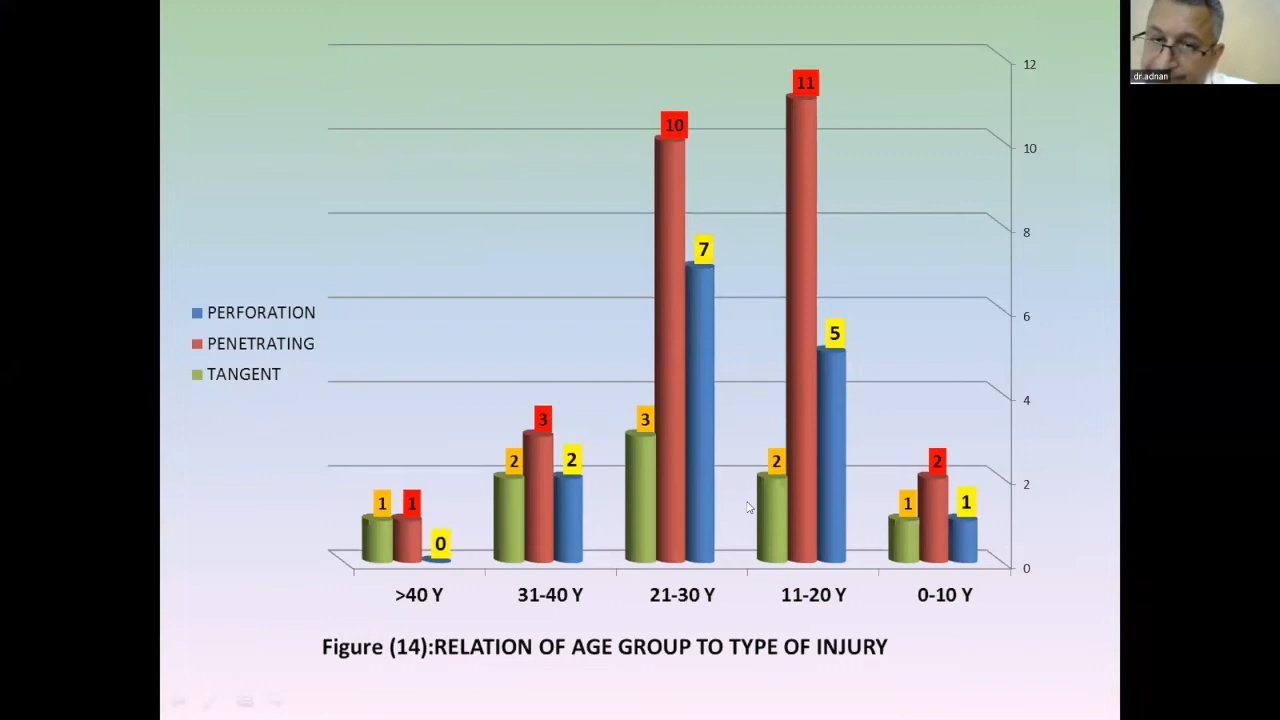 dr.adnan
12
11
10
10
8
7
6
5
4
3
3
2
2
2
2
2
1
1
1
1
0
0
PERFORATION
PENETRATING
TANGENT
>40 Y
31-40 Y
21-30 Y
11-20 Y
0-10 Y
Figure (14):RELATION OF AGE GROUP TO TYPE OF INJURY